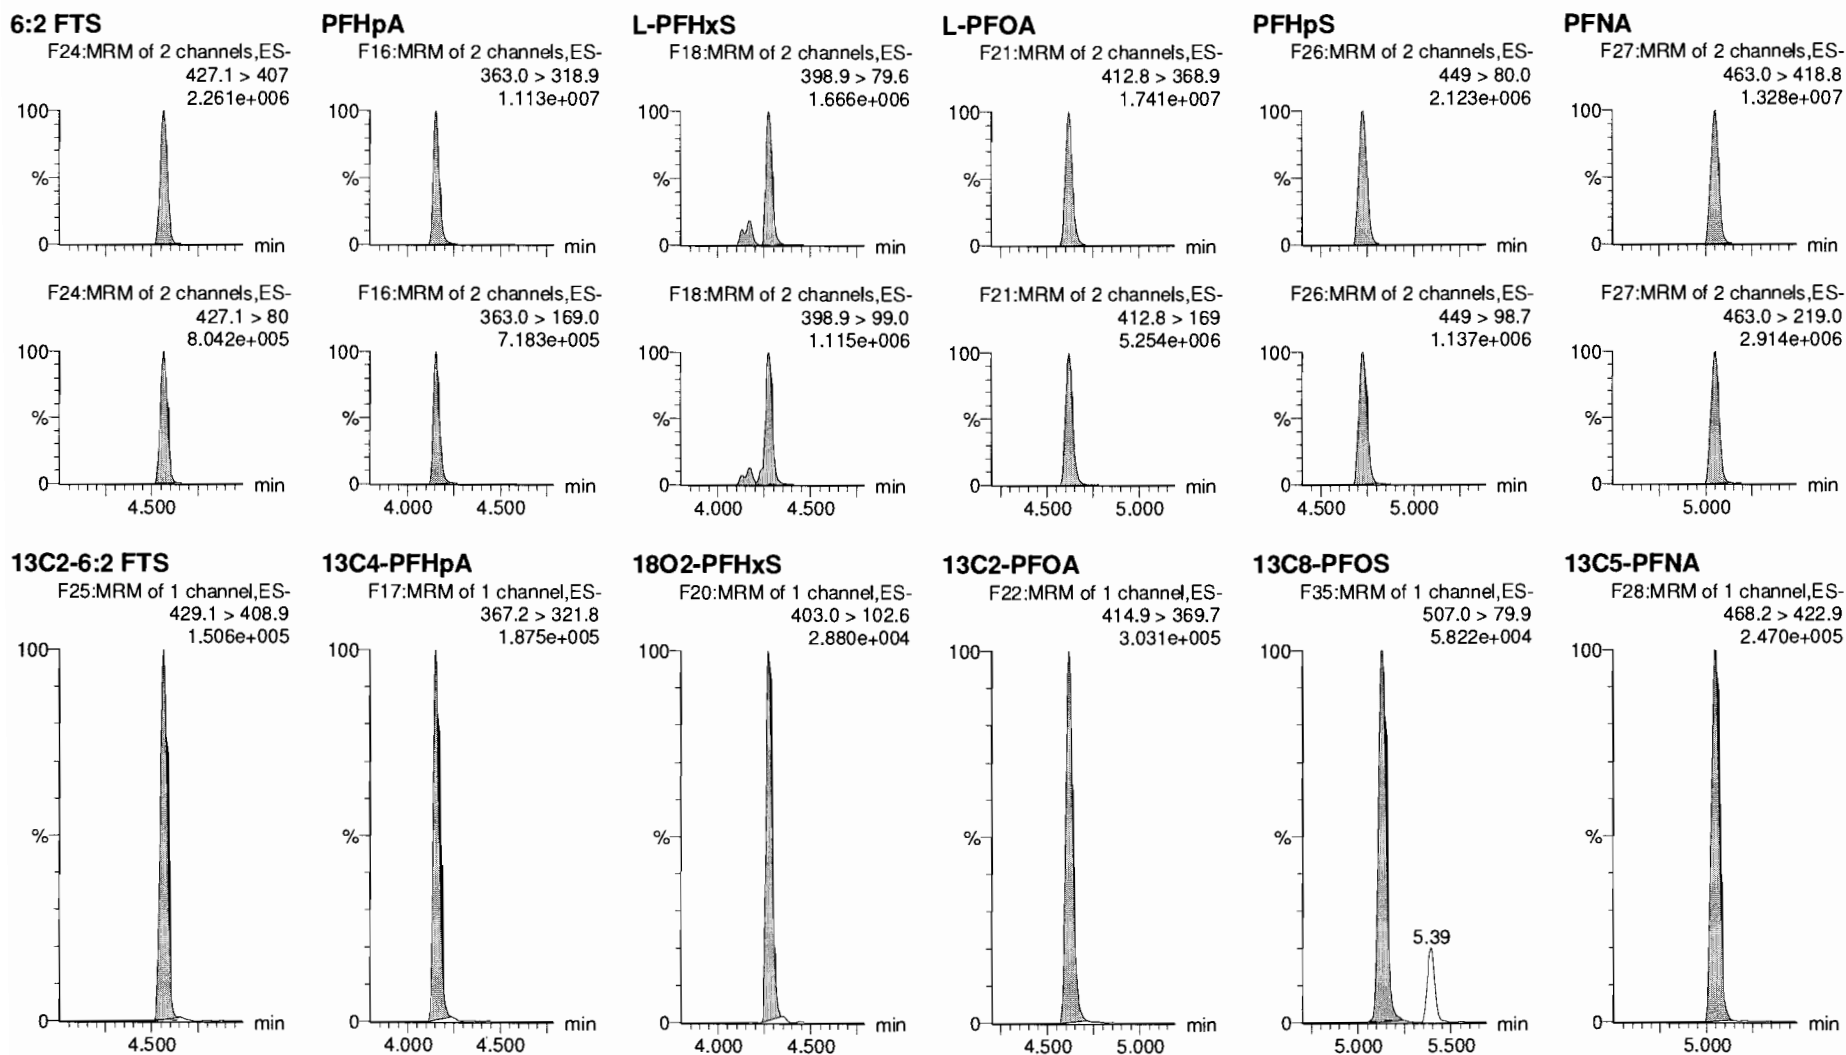 6:2 FTS
F24:MRM of 2 channels,ES-
427.1 > 407
2.261e+006
100
%
0
min
F24:MRM of 2 channels,ES-
427.1 > 80
8.042e+005
100
%
0
min
4.500
PFHpA
F16:MRM of 2 channels,ES-
363.0 > 318.9
1.113e+007
100
%
0
min
F16:MRM of 2 channels,ES-
363.0 > 169.0
7.183e+005
100
%
0
min
4.000 4.500
L-PFHxS
F18:MRM of 2 channels,ES-
398.9 > 79.6
1.666e+006
100
%
0
min
F18:MRM of 2 channels,ES-
398.9 > 99.0
1.115e+006
100
%
0
min
4.000 4.500
L-PFOA
F21:MRM of 2 channels,ES-
412.8 > 368.9
1.741e+007
100
%
0
min
F21:MRM of 2 channels,ES-
412.8 > 169
5.254e+006
100
%
0
min
4.500 5.000
PFHpS
F26:MRM of 2 channels,ES-
449 > 80.0
2.123e+006
100
%
0
min
F26:MRM of 2 channels,ES-
449 > 98.7
1.137e+006
100
%
0
min
4.500 5.000
PFNA
F27:MRM of 2 channels,ES-
463.0 > 418.8
1.328e+007
100
%
0
min
F27:MRM of 2 channels,ES-
463.0 > 219.0
2.914e+006
100
%
0
min
5.000
13C2-6:2 FTS
F25:MRM of 1 channel,ES-
429.1 > 408.9
1.506e+005
100
%
0
min
4.500
13C4-PFHpA
F17:MRM of 1 channel,ES-
367.2 > 321.8
1.875e+005
100
%
0
min
4.000 4.500
18O2-PFHxS
F20:MRM of 1 channel,ES-
403.0 > 102.6
2.880e+004
100
%
0
min
4.000 4.500
13C2-PFOA
F22:MRM of 1 channel,ES-
414.9 > 369.7
3.031e+005
100
%
0
min
4.500 5.000
13C8-PFOS
F35:MRM of 1 channel,ES-
507.0 > 79.9
5.822e+004
100
%
5.39
0
min
5.000 5.500
13C5-PFNA
F28:MRM of 1 channel,ES-
468.2 > 422.9
2.470e+005
100
%
0
min
5.000